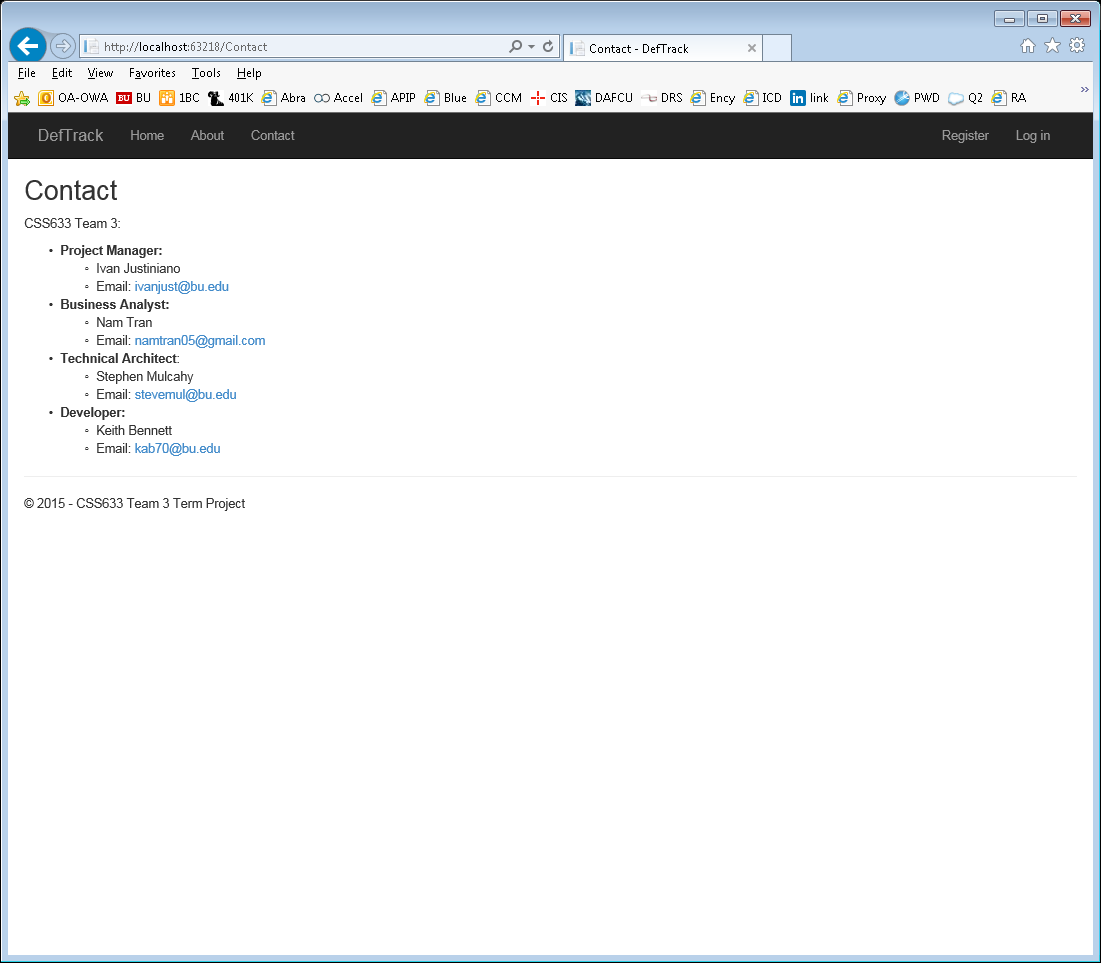 http://localhost:63218/Contact
Contact - DefTrack
File Edit View Favorites Tools Help
OA-OWA BU BU 1BC 401K Abra Accel APIP Blue CCM CIS DAFCU DRS Ency ICD in link Proxy PWD Q2 RA
DefTrack Home About Contact Register Log in
Contact
CSS633 Team 3:
• Project Manager:
◦ Ivan Justiniano
◦ Email: ivanjust@bu.edu
• Business Analyst:
◦ Nam Tran
◦ Email: namtran05@gmail.com
• Technical Architect:
◦ Stephen Mulcahy
◦ Email: stevemul@bu.edu
• Developer:
◦ Keith Bennett
◦ Email: kab70@bu.edu
© 2015 - CSS633 Team 3 Term Project